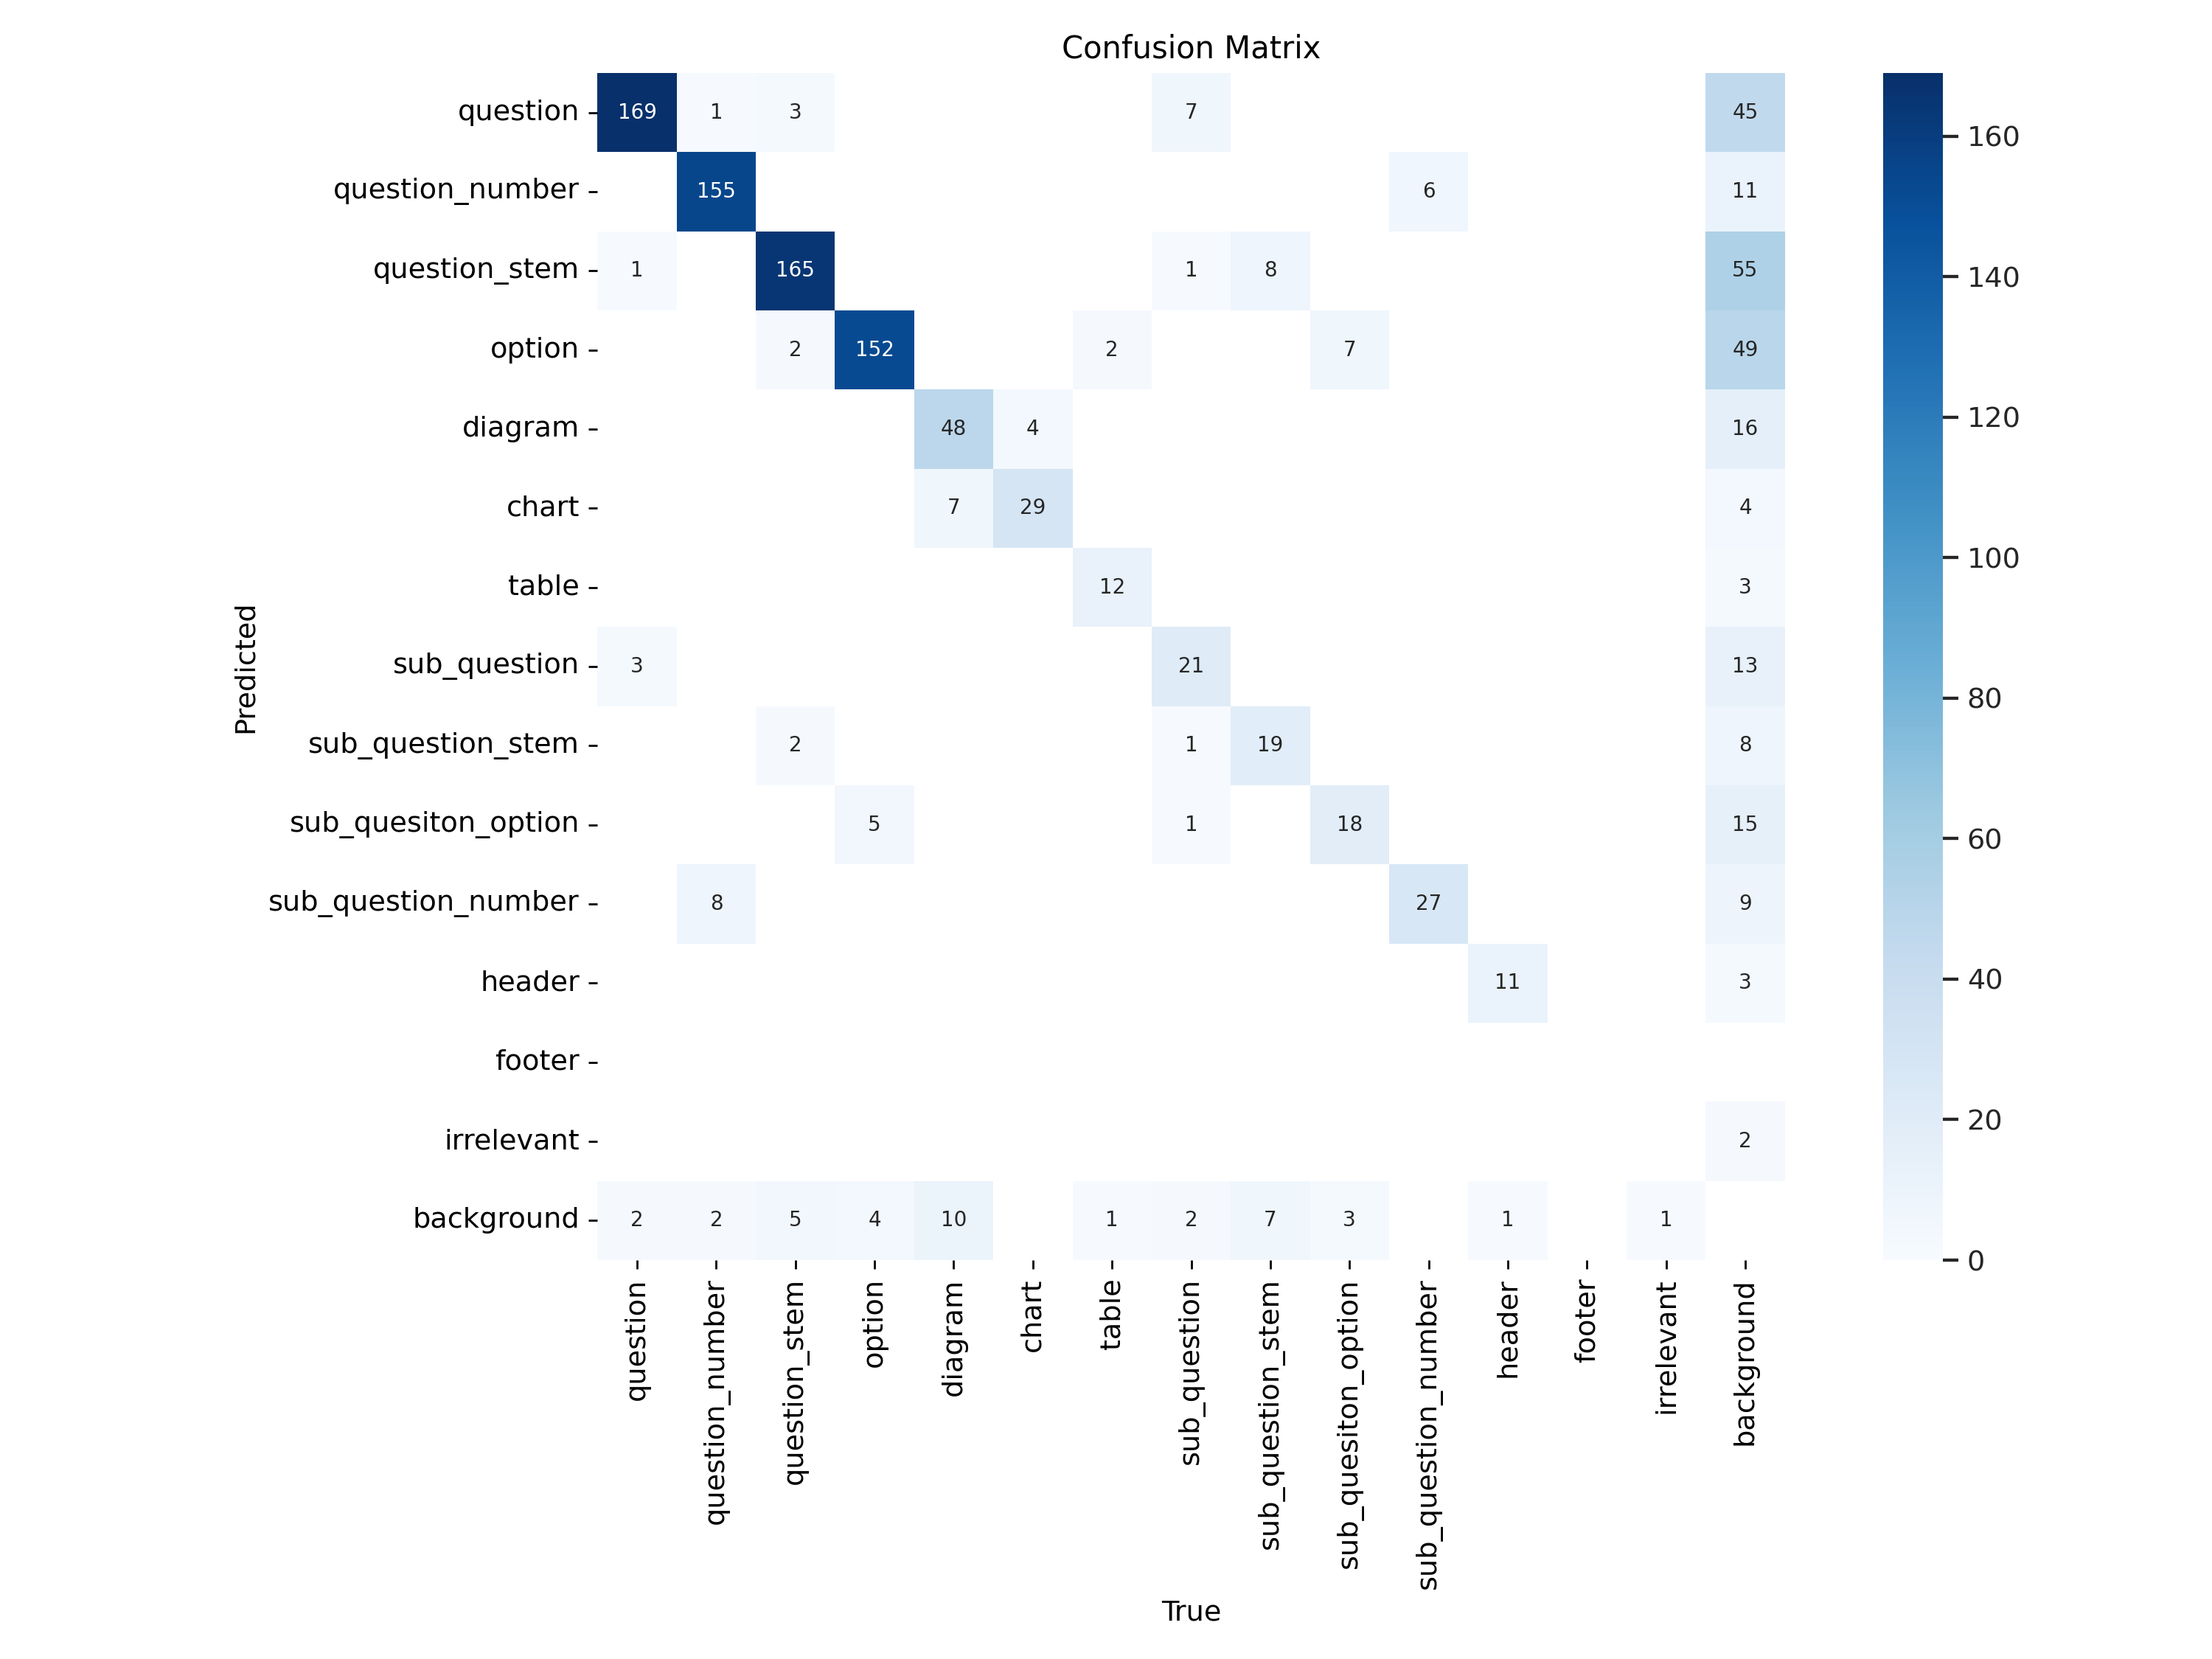 Confusion Matrix
question 169 1 3 7 45
question_number 155 6 11
question_stem 1 165 1 8 55
option 2 152 2 7 49
diagram 48 4 16
chart 7 29 4
table 12 3
sub_question 3 21 13
sub_question_stem 2 1 19 8
sub_quesiton_option 5 1 18 15
sub_question_number 8 27 9
header 11 3
footer
irrelevant 2
background 2 2 5 4 10 1 2 7 3 1 1
Predicted
question
question_number
question_stem
option
diagram
chart
table
sub_question
sub_question_stem
sub_quesiton_option
sub_question_number
header
footer
irrelevant
background
True
160
140
120
100
80
60
40
20
0